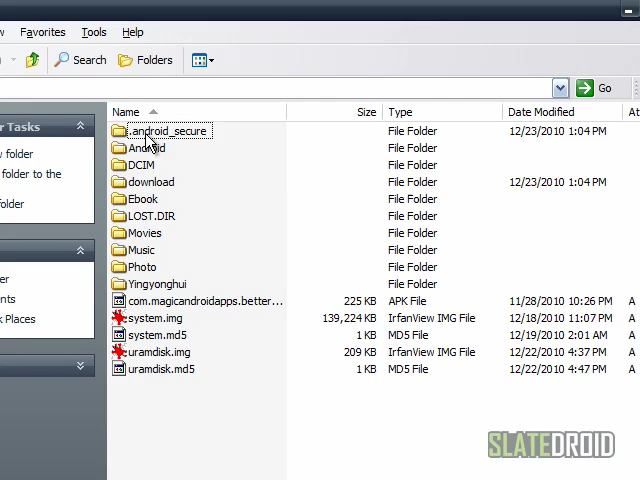 w Favorites Tools Help
Search Folders
Go
r Tasks Name Size Type Date Modified At
w folder
folder to the
folder
er
nts
k Places
.android_secure File Folder 12/23/2010 1:04 PM
Android File Folder
DCIM File Folder
download File Folder 12/23/2010 1:04 PM
Ebook File Folder
LOST.DIR File Folder
Movies File Folder
Music File Folder
Photo File Folder
Yingyonghui File Folder
com.magicandroidapps.better... 225 KB APK File 11/28/2010 10:26 PM A
system.img 139,224 KB IrfanView IMG File 12/18/2010 11:07 PM A
system.md5 1 KB MD5 File 12/19/2010 2:01 AM A
uramdisk.img 209 KB IrfanView IMG File 12/22/2010 4:37 PM A
uramdisk.md5 1 KB MD5 File 12/22/2010 4:47 PM A
SLATEDROID